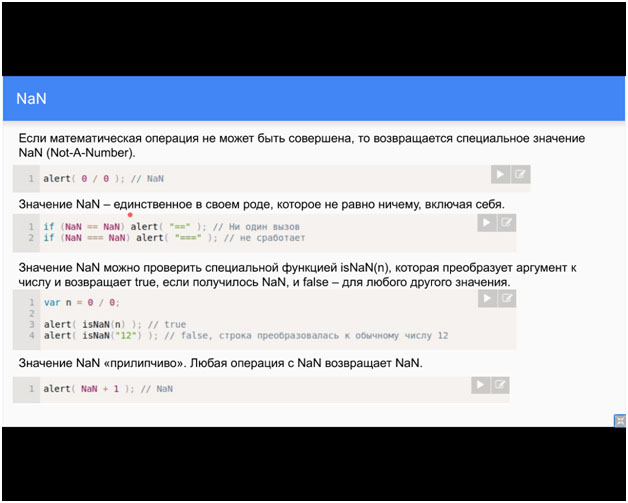 NaN
Если математическая операция не может быть совершена, то возвращается специальное значение
NaN (Not-A-Number).
1 alert( 0 / 0 ); // NaN
Значение NaN – единственное в своем роде, которое не равно ничему, включая себя.
1 if (NaN == NaN) alert( "==" ); // Ни один вызов
2 if (NaN === NaN) alert( "===" ); // не сработает
Значение NaN можно проверить специальной функцией isNaN(n), которая преобразует аргумент к
числу и возвращает true, если получилось NaN, и false – для любого другого значения.
1 var n = 0 / 0;
2
3 alert( isNaN(n) ); // true
4 alert( isNaN("12") ); // false, строка преобразовалась к обычному числу 12
Значение NaN «прилипчиво». Любая операция с NaN возвращает NaN.
1 alert( NaN + 1 ); // NaN